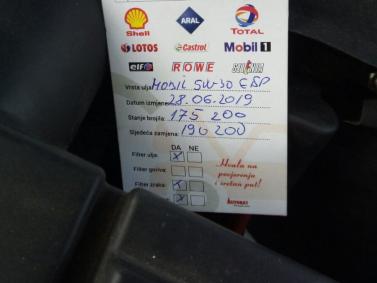 Shell ARAL TOTAL
LOTOS Castrol Mobil 1
elf ROWE
Vrsta ulja: MOBIL 5W-30 ESP
Datum izmjene: 28.06.2019
Stanje brojila: 175 200
Sljedeća zamjena: 190 200
DA NE
Filter ulja: X
Filter goriva:
Filter zraka: X
X
Hvala na
povjerenju
i sretan put!